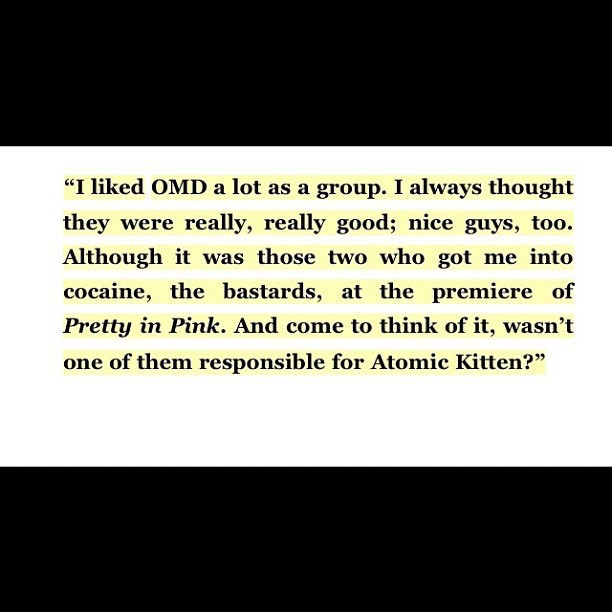 “I liked OMD a lot as a group. I always thought
they were really, really good; nice guys, too.
Although it was those two who got me into
cocaine, the bastards, at the premiere of
Pretty in Pink. And come to think of it, wasn’t
one of them responsible for Atomic Kitten?”